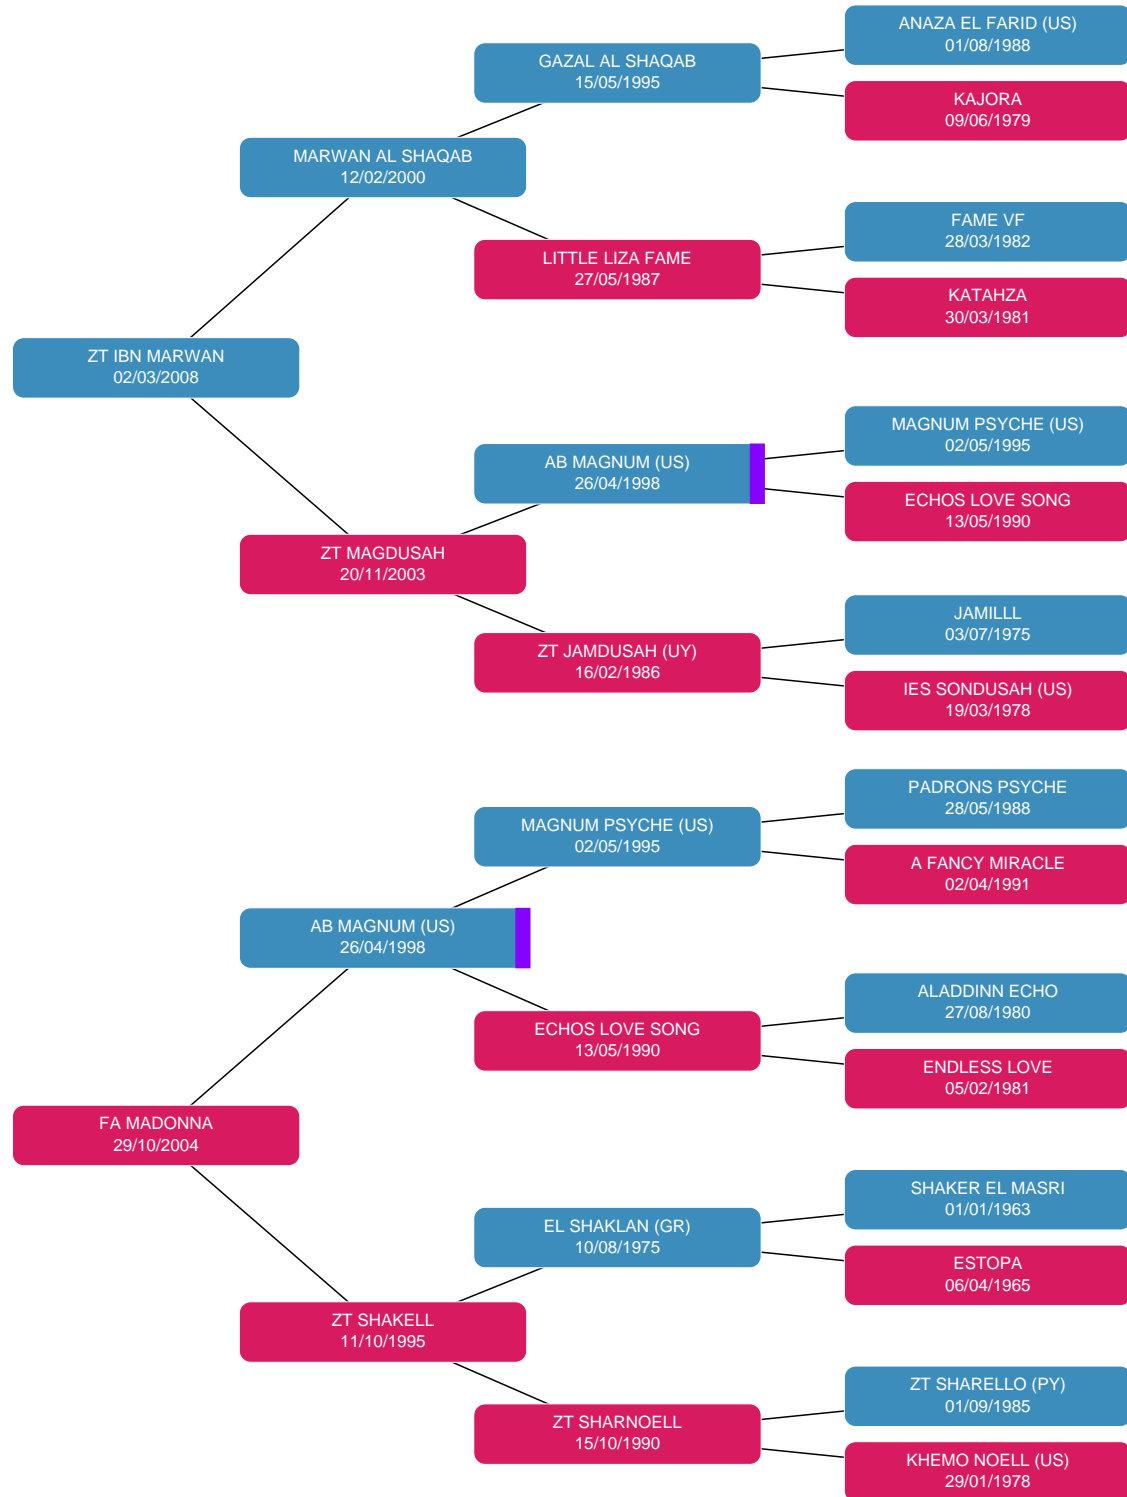 ANAZA EL FARID (US)
01/08/1988
GAZAL AL SHAQAB
15/05/1995
KAJORA
09/06/1979
MARWAN AL SHAQAB
12/02/2000
FAME VF
28/03/1982
LITTLE LIZA FAME
27/05/1987
KATAHZA
30/03/1981
ZT IBN MARWAN
02/03/2008
MAGNUM PSYCHE (US)
02/05/1995
AB MAGNUM (US)
26/04/1998
ECHOS LOVE SONG
13/05/1990
ZT MAGDUSAH
20/11/2003
JAMILLL
03/07/1975
ZT JAMDUSAH (UY)
16/02/1986
IES SONDUSAH (US)
19/03/1978
PADRONS PSYCHE
28/05/1988
MAGNUM PSYCHE (US)
02/05/1995
A FANCY MIRACLE
02/04/1991
AB MAGNUM (US)
26/04/1998
ALADDINN ECHO
27/08/1980
ECHOS LOVE SONG
13/05/1990
ENDLESS LOVE
05/02/1981
FA MADONNA
29/10/2004
SHAKER EL MASRI
01/01/1963
EL SHAKLAN (GR)
10/08/1975
ESTOPA
06/04/1965
ZT SHAKELL
11/10/1995
ZT SHARELLO (PY)
01/09/1985
ZT SHARNOELL
15/10/1990
KHEMO NOELL (US)
29/01/1978